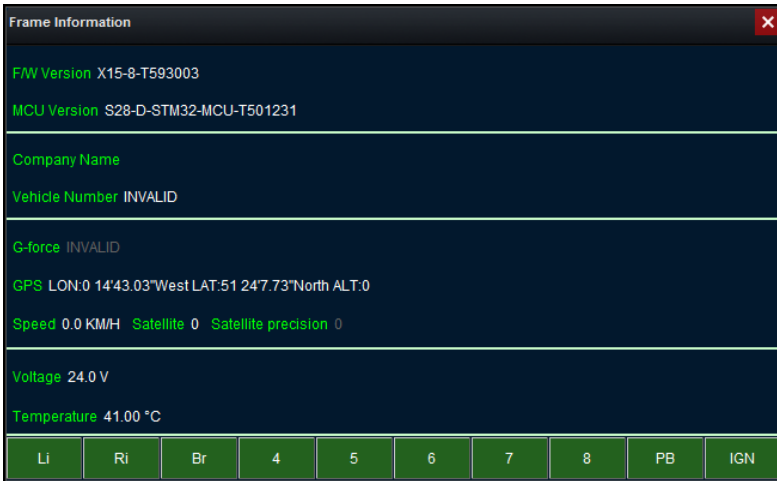 Frame Information
F/W Version X15-8-T593003
MCU Version S28-D-STM32-MCU-T501231
Company Name
Vehicle Number INVALID
G-force INVALID
GPS LON:0 14'43.03"West LAT:51 24'7.73"North ALT:0
Speed 0.0 KM/H Satellite 0 Satellite precision 0
Voltage 24.0 V
Temperature 41.00 °C
Li Ri Br 4 5 6 7 8 PB IGN